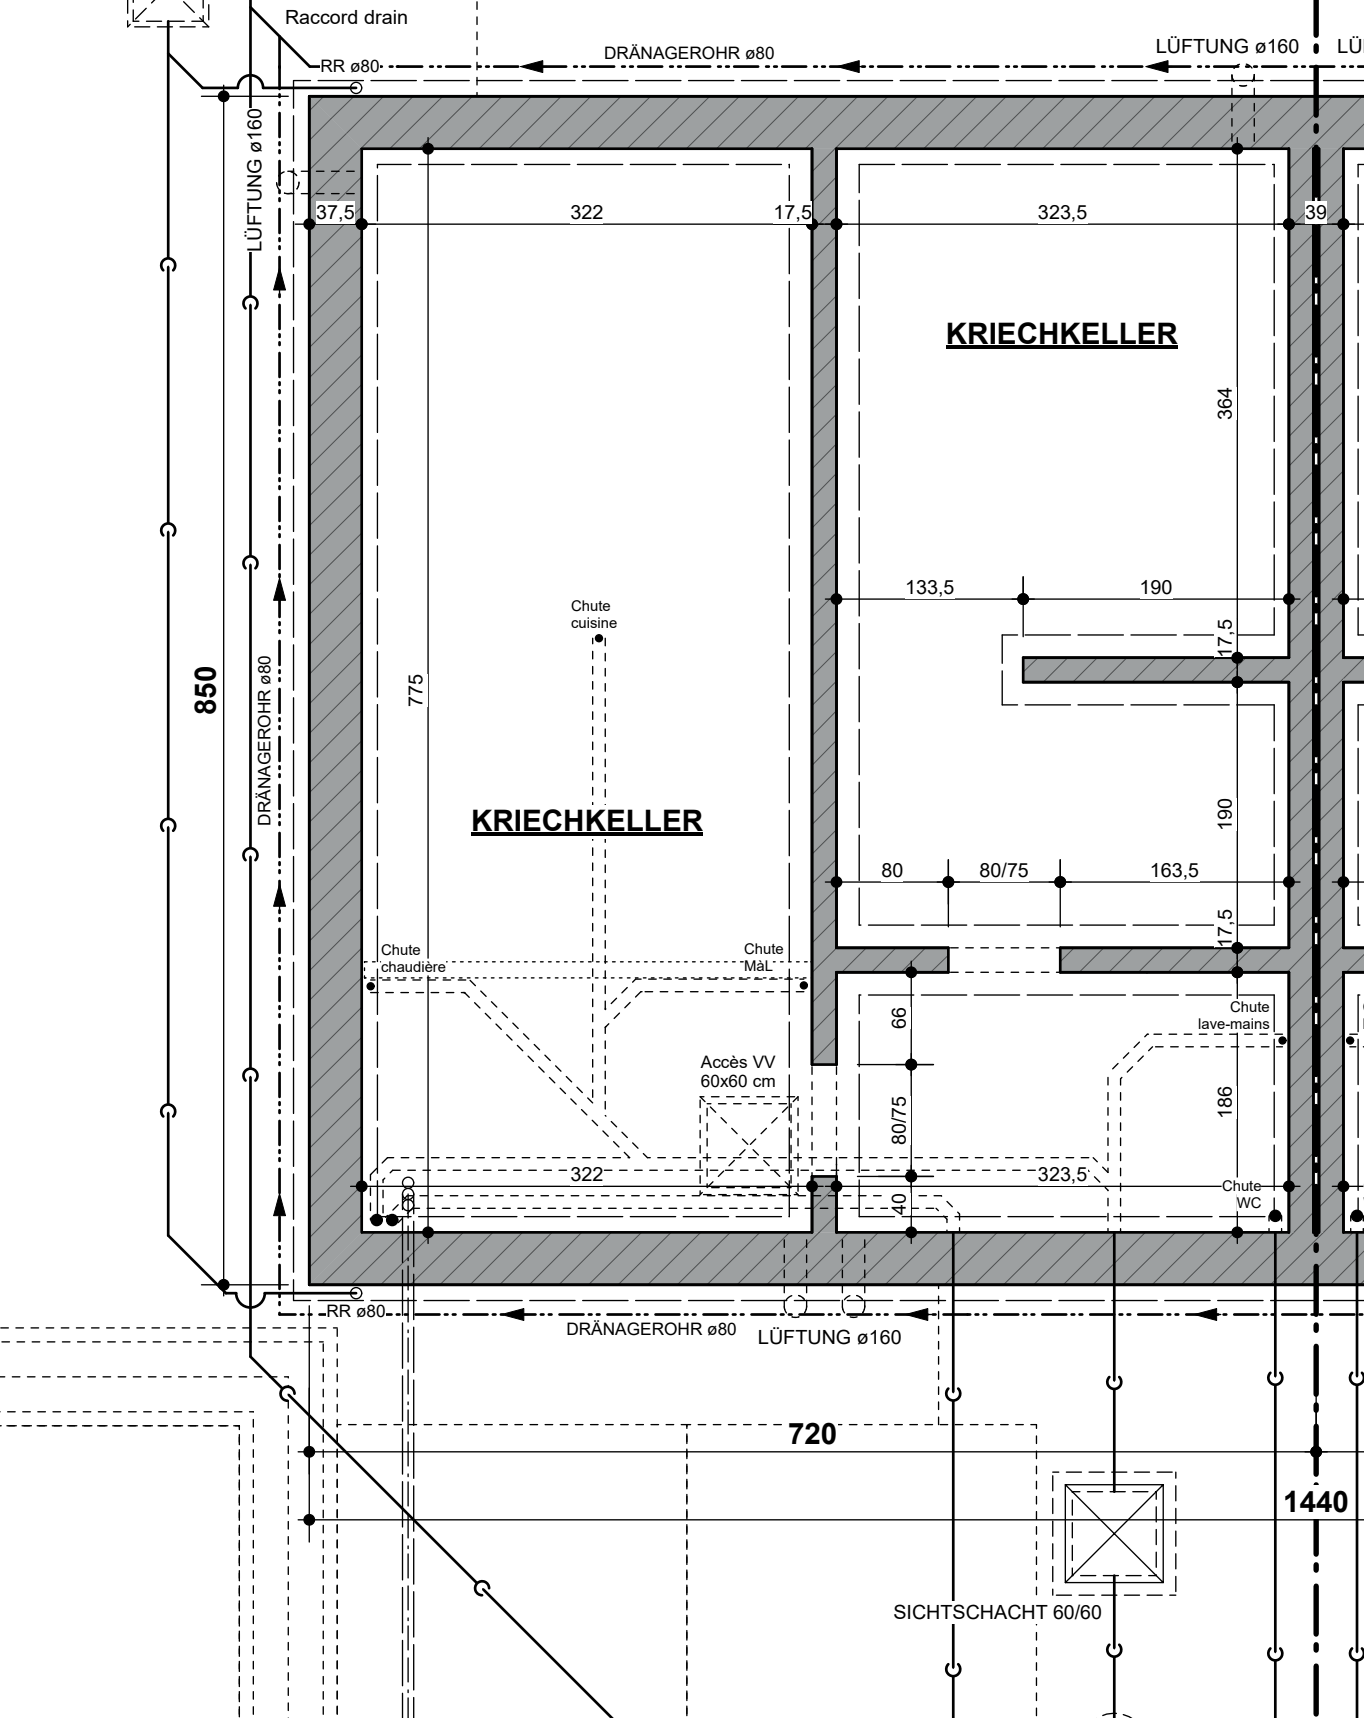 Raccord drain
DRÄNAGEROHR ø80
LÜFTUNG ø160
LÜ
RR ø80
LÜFTUNG ø160
37,5
322
17,5
323,5
39
KRIECHKELLER
364
133,5
190
Chute
cuisine
17,5
850
DRÄNAGEROHR ø80
775
KRIECHKELLER
190
80
80/75
163,5
17,5
Chute
chaudière
Chute
MàL
66
Chute
lave-mains
Accès VV
60x60 cm
80/75
186
322
323,5
Chute
WC
40
RR ø80
DRÄNAGEROHR ø80
LÜFTUNG ø160
720
1440
SICHTSCHACHT 60/60